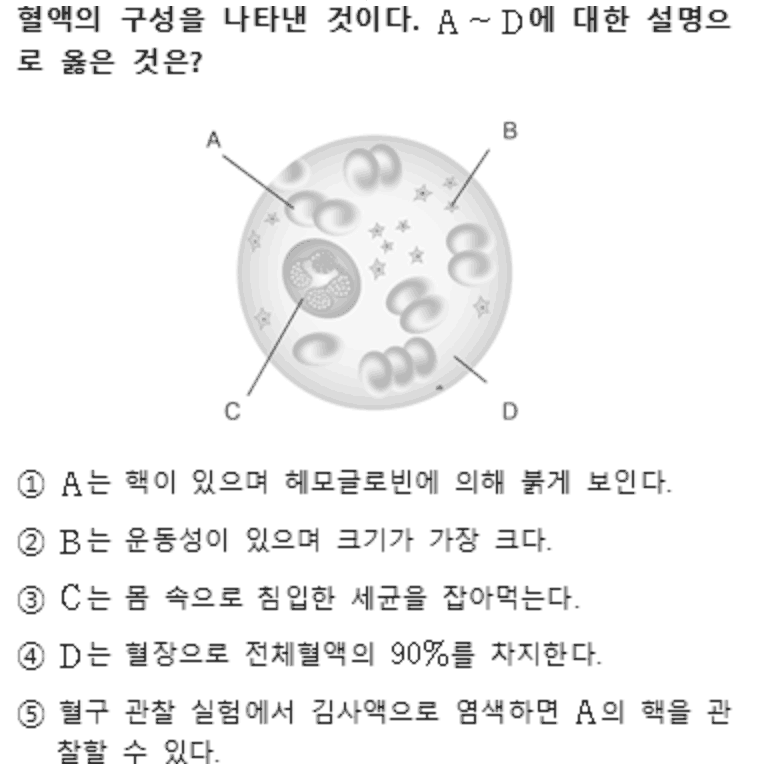 혈액의 구성을 나타낸 것이다. A ~ D에 대한 설명으
로 옳은 것은?
A
B
C
D
① A는 핵이 있으며 헤모글로빈에 의해 붉게 보인다.
② B는 운동성이 있으며 크기가 가장 크다.
③ C는 몸 속으로 침입한 세균을 잡아먹는다.
④ D는 혈장으로 전체혈액의 90%를 차지한다.
⑤ 혈구 관찰 실험에서 김사액으로 염색하면 A의 핵을 관
찰할 수 있다.